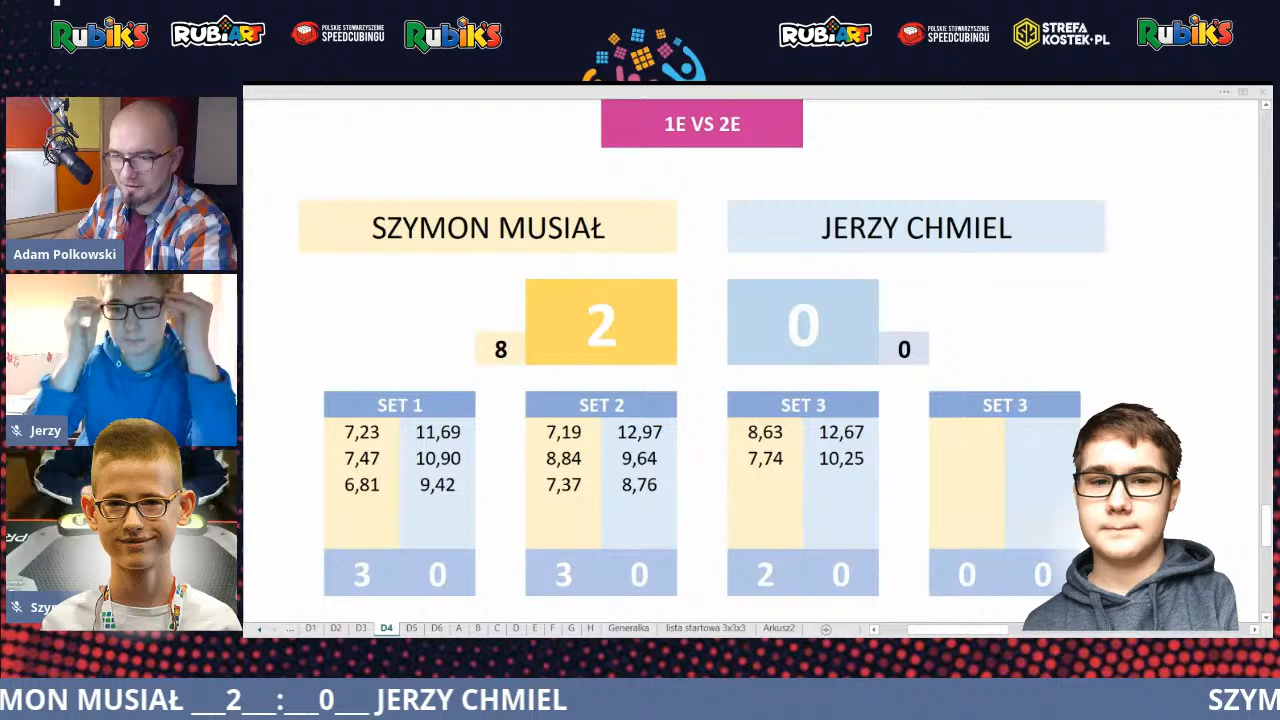 Rubik's
RUBIART
POLSKIE STOWARZYSZENIE
SPEEDCUBINGU
Rubik's
RUBIART
POLSKIE STOWARZYSZENIE
SPEEDCUBINGU
STREFA
KOSTEK•PL
Rubik's
1E VS 2E
SZYMON MUSIAŁ
JERZY CHMIEL
8 2 0 0
SET 1 SET 2 SET 3 SET 3
7,23 11,69 7,19 12,97 8,63 12,67
7,47 10,90 8,84 9,64 7,74 10,25
6,81 9,42 7,37 8,76
3 0 3 0 2 0 0 0
... D1 D2 D3 D4 D5 D6 A B C D E F G H Generalka lista startowa 3x3x3 Arkusz2
Adam Polkowski
Jerzy
Szy
MON MUSIAŁ ___2___:___0___ JERZY CHMIEL
SZYM